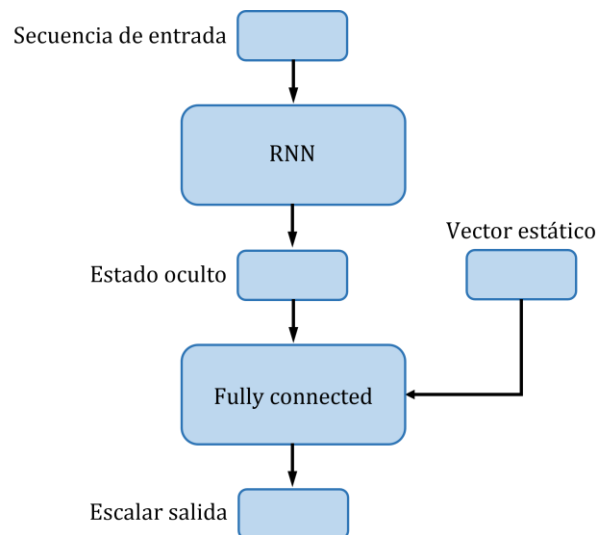 Secuencia de entrada
RNN
Vector estático
Estado oculto
Fully connected
Escalar salida